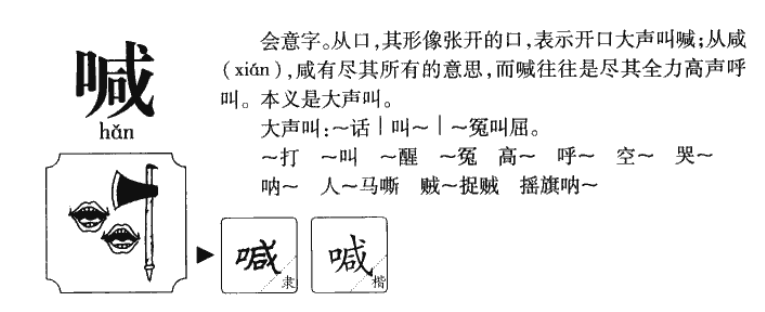 喊
hǎn
会意字。从口，其形像张开的口，表示开口大声叫喊；从咸
（xián），咸有尽其所有的意思，而喊往往是尽其全力高声呼
叫。本义是大声叫。
大声叫：～话｜叫～｜～冤叫屈。
～打　～叫　～醒　～冤　高～　呼～　空～　哭～
呐～　人～马嘶　贼～捉贼　摇旗呐～
喊 隶
喊 楷